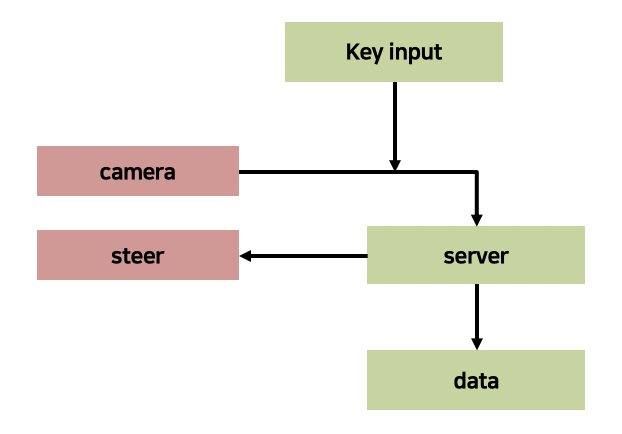 Key input
camera
steer
server
data